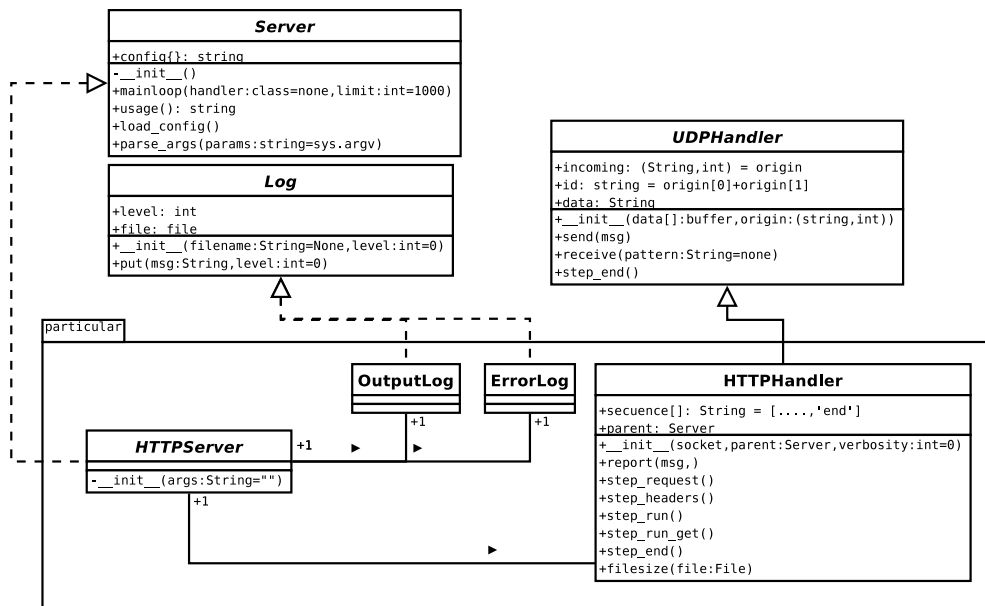 Server
+config{}: string
-__init__()
+mainloop(handler:class=none,limit:int=1000)
+usage(): string
+load_config()
+parse_args(params:string=sys.argv)
Log
+level: int
+file: file
+__init__(filename:String=None,level:int=0)
+put(msg:String,level:int=0)
UDPHandler
+incoming: (String,int) = origin
+id: string = origin[0]+origin[1]
+data: String
+__init__(data[]:buffer,origin:(string,int))
+send(msg)
+receive(pattern:String=none)
+step_end()
particular
OutputLog
+1
ErrorLog
+1
HTTPServer
-__init__(args:String="")
+1
+1
HTTPHandler
+secuence[]: String = [....,'end']
+parent: Server
+__init__(socket,parent:Server,verbosity:int=0)
+report(msg,)
+step_request()
+step_headers()
+step_run()
+step_run_get()
+step_end()
+filesize(file:File)